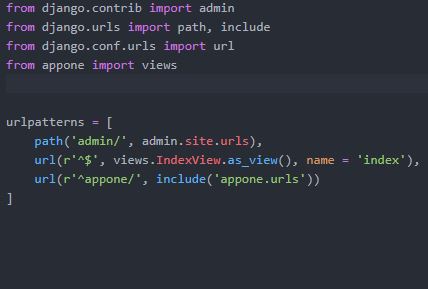 from django.contrib import admin
from django.urls import path, include
from django.conf.urls import url
from appone import views
urlpatterns = [
path('admin/', admin.site.urls),
url(r'^$', views.IndexView.as_view(), name = 'index'),
url(r'^appone/', include('appone.urls'))
]